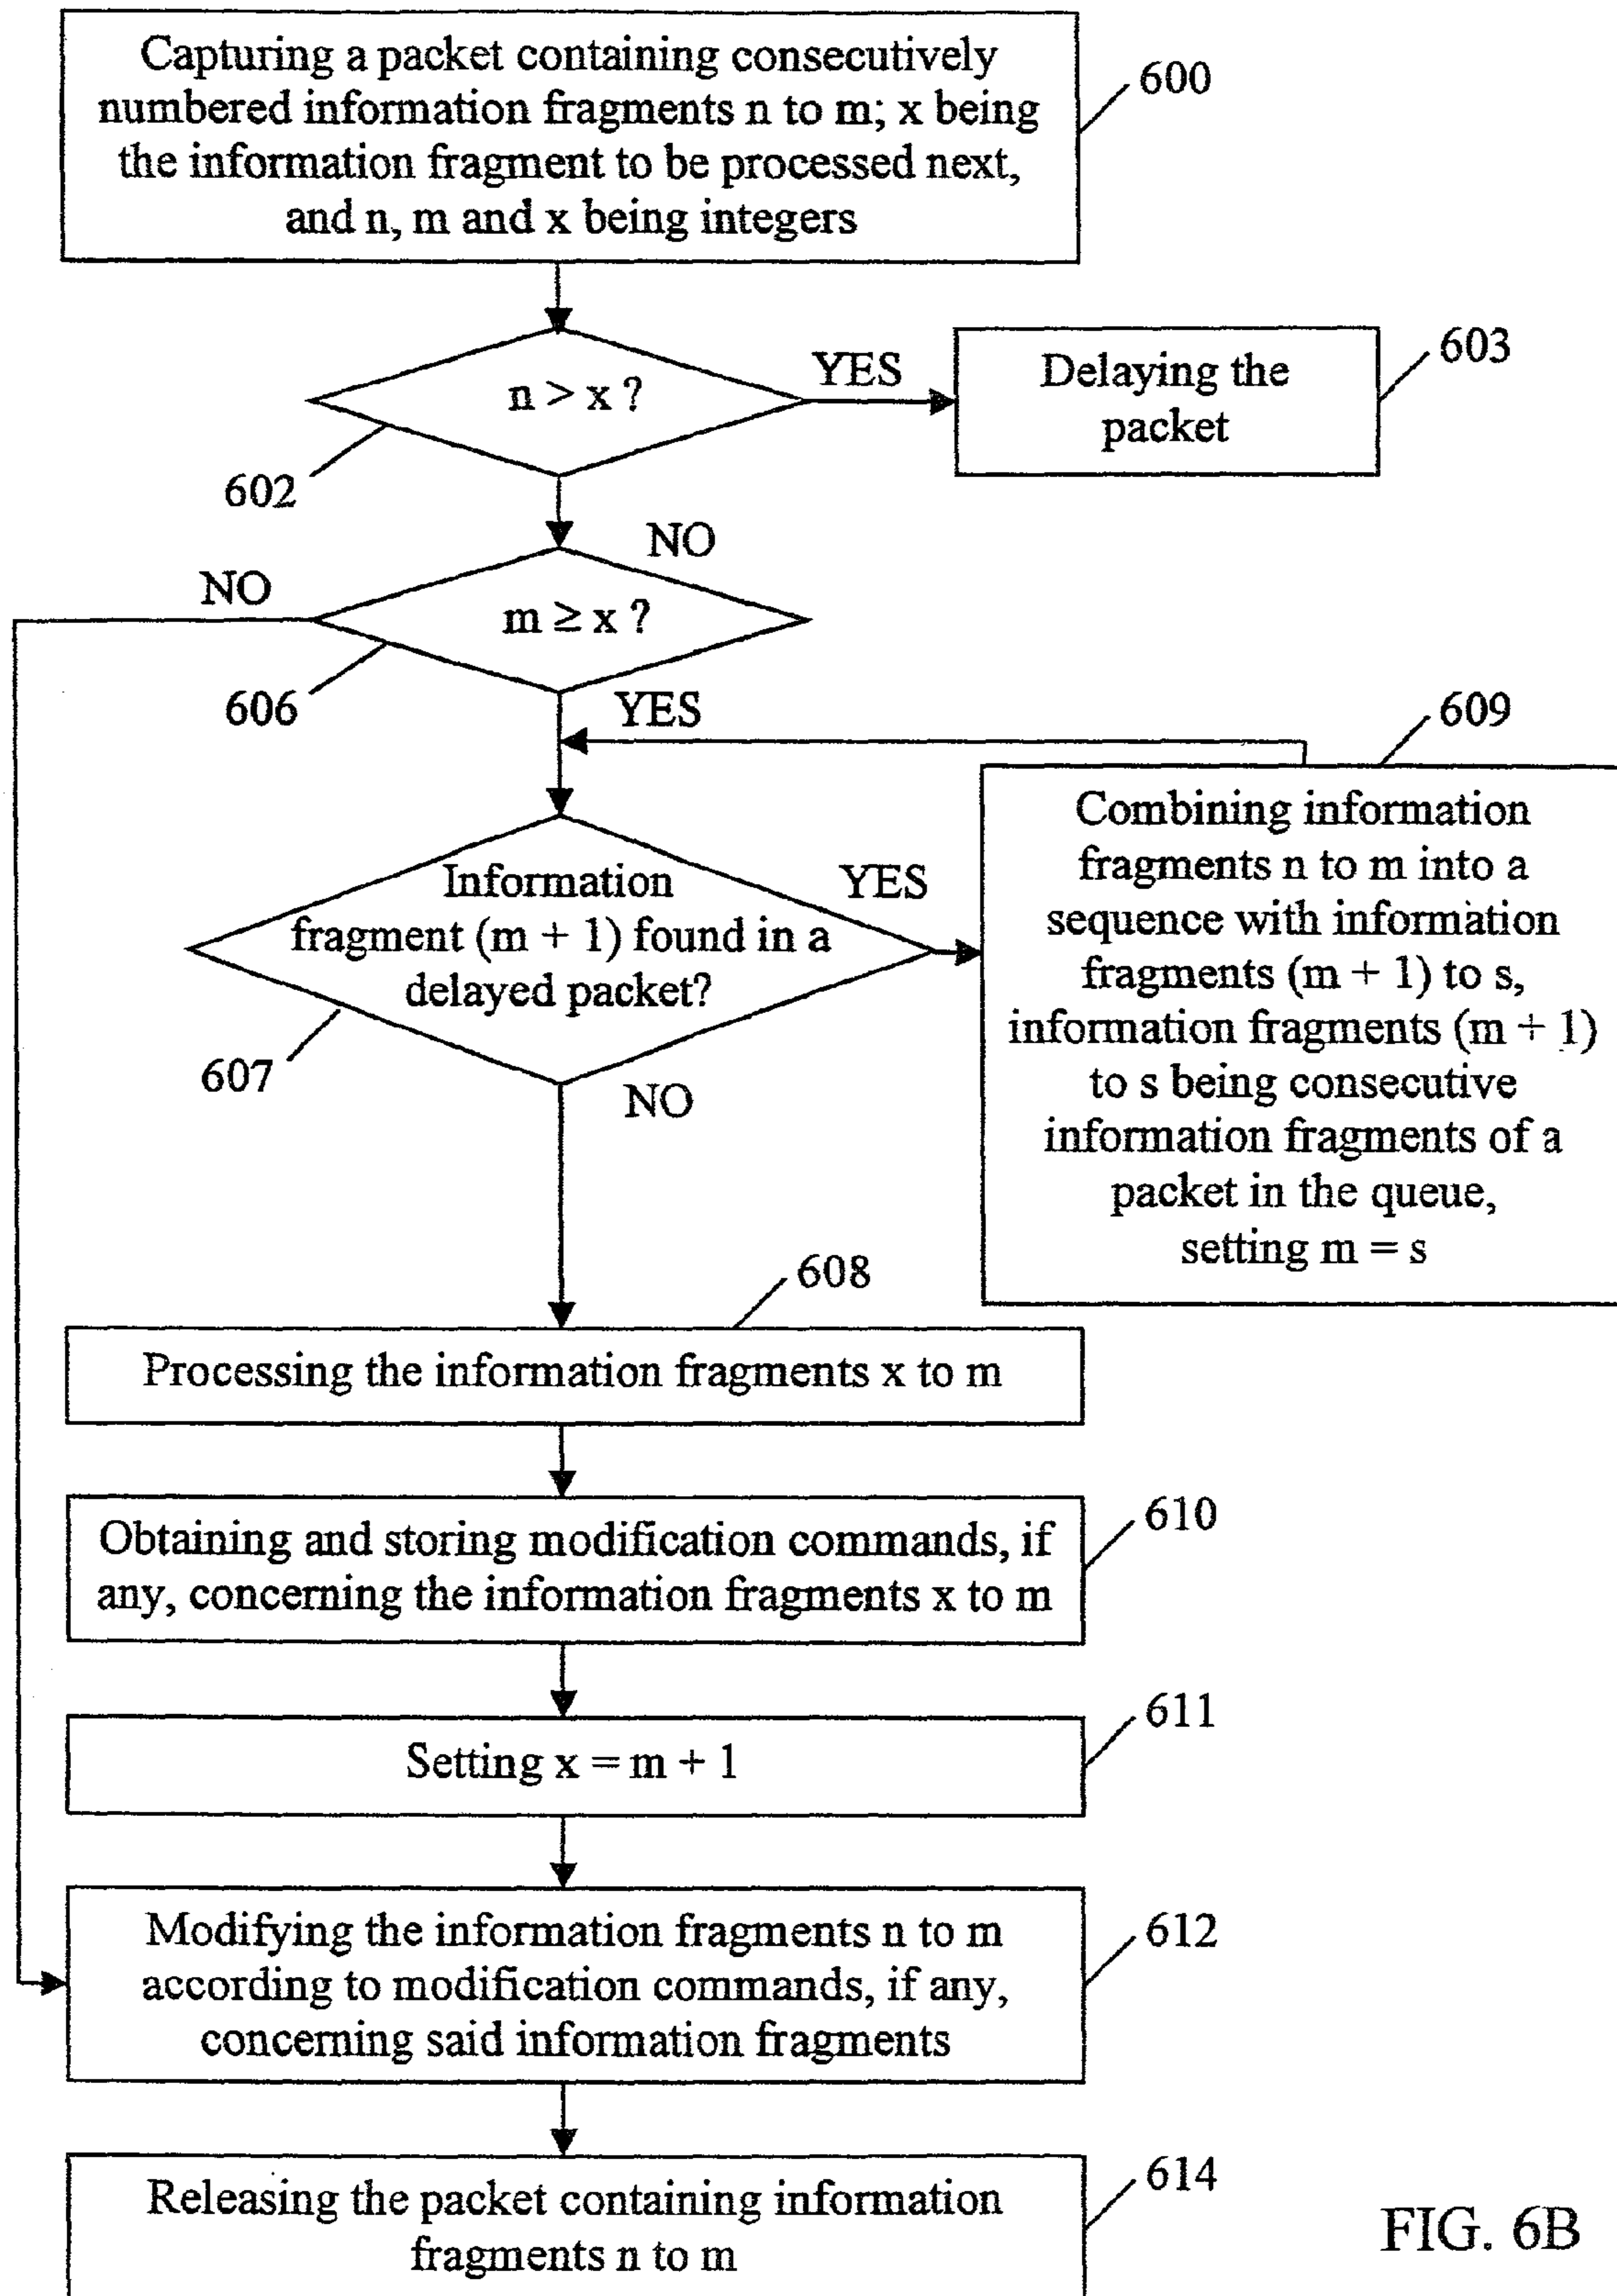 Capturing a packet containing consecutively
numbered information fragments n to m; x being
the information fragment to be processed next,
and n, m and x being integers
600
n > x ?
YES
602
Delaying the
packet
603
NO
m ≥ x ?
NO
606
YES
609
Information
fragment (m + 1) found in a
delayed packet?
YES
607
NO
Combining information
fragments n to m into a
sequence with information
fragments (m + 1) to s,
information fragments (m + 1)
to s being consecutive
information fragments of a
packet in the queue,
setting m = s
608
Processing the information fragments x to m
Obtaining and storing modification commands, if
any, concerning the information fragments x to m
610
Setting x = m + 1
611
Modifying the information fragments n to m
according to modification commands, if any,
concerning said information fragments
612
Releasing the packet containing information
fragments n to m
614
FIG. 6B